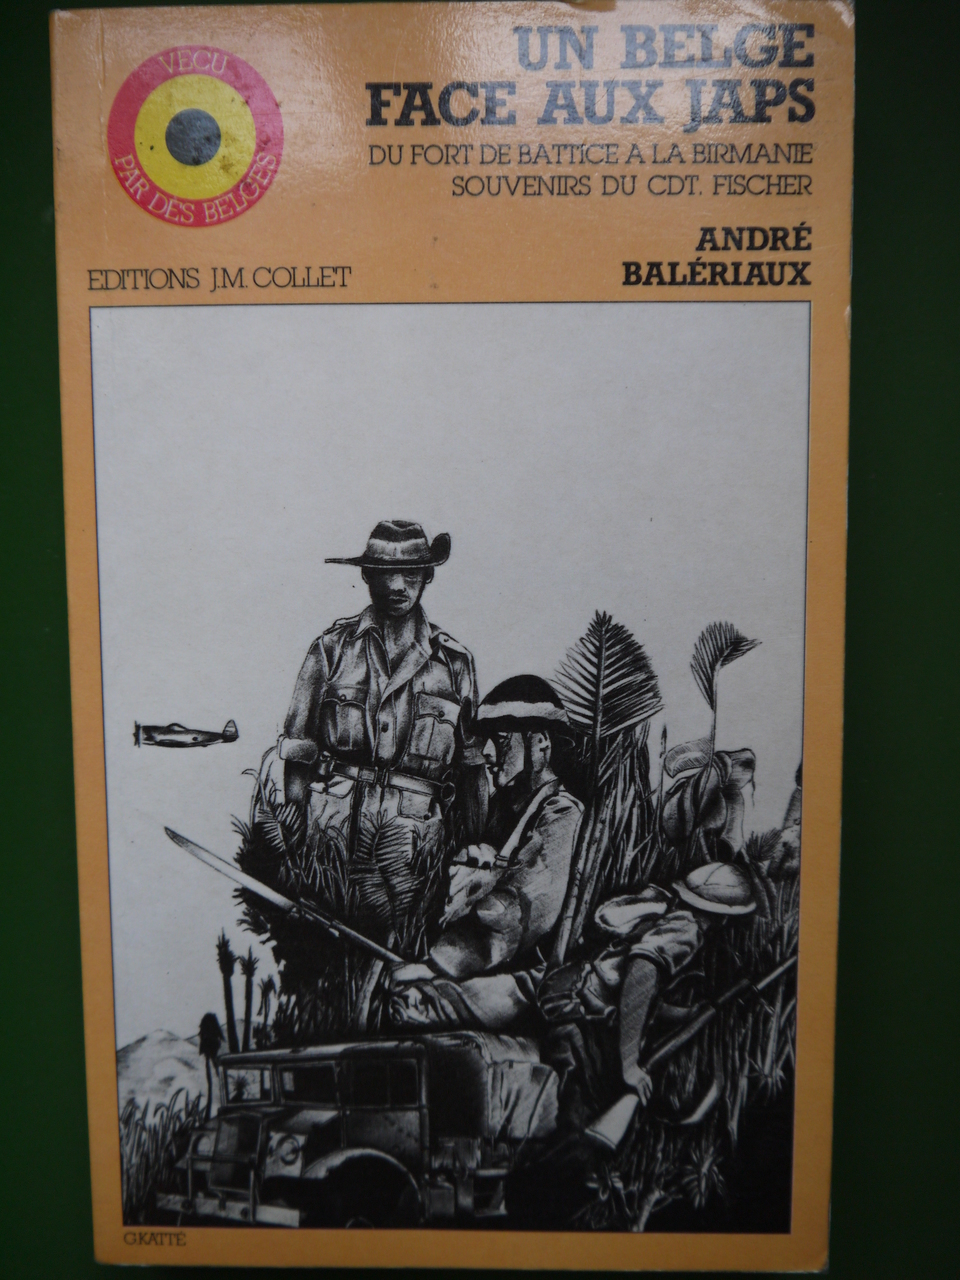 VECU
PAR DES BELGES
UN BELGE
FACE AUX JAPS
DU FORT DE BATTICE A LA BIRMANIE
SOUVENIRS DU CDT. FISCHER
ANDRÉ
BALÉRIAUX
EDITIONS J.M. COLLET
G.KATTÉ